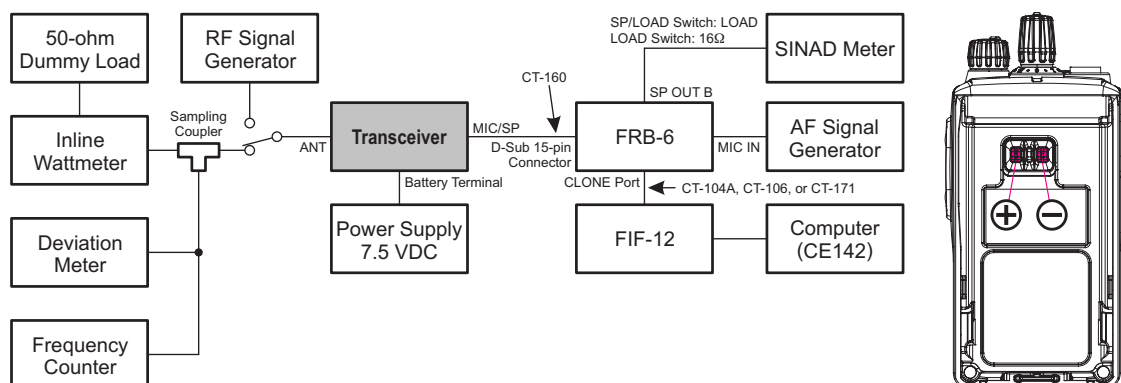 50-ohm
Dummy Load
RF Signal
Generator
SP/LOAD Switch: LOAD
LOAD Switch: 16Ω
SINAD Meter
CT-160
SP OUT B
Sampling
Coupler
Inline
Wattmeter
ANT
Transceiver
MIC/SP
D-Sub 15-pin
Connector
FRB-6
MIC IN
AF Signal
Generator
Battery Terminal
CLONE Port
CT-104A, CT-106, or CT-171
Deviation
Meter
Power Supply
7.5 VDC
FIF-12
Computer
(CE142)
Frequency
Counter
+ −